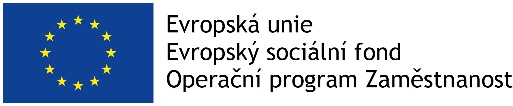 Evropská unie
Evropský sociální fond
Operační program Zaměstnanost